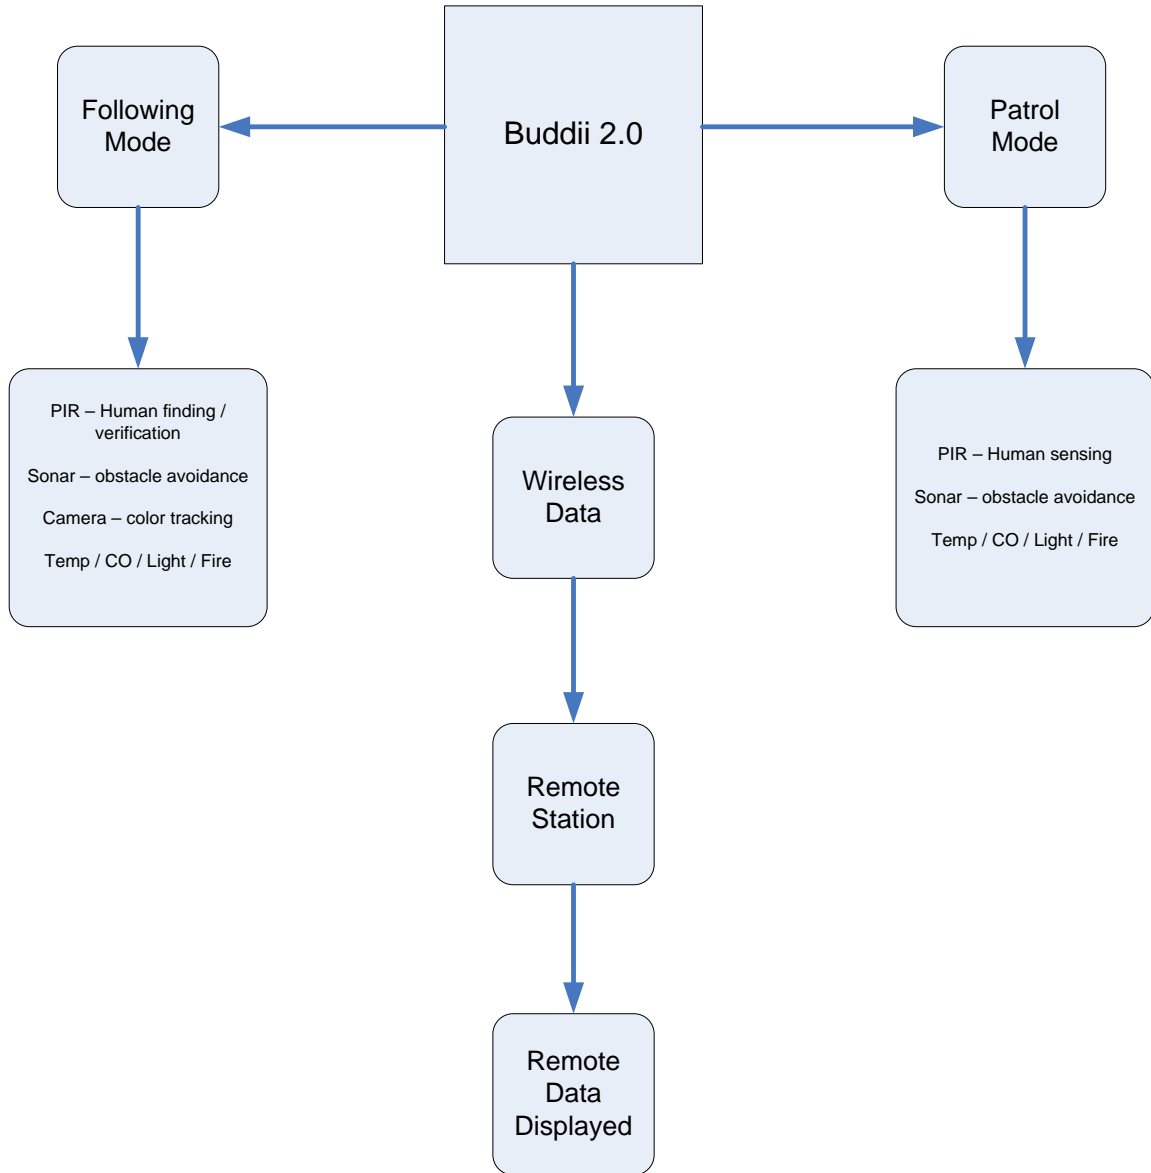 Following
Mode
Buddii 2.0
Patrol
Mode
PIR – Human finding /
verification
Sonar – obstacle avoidance
Camera – color tracking
Temp / CO / Light / Fire
Wireless
Data
PIR – Human sensing
Sonar – obstacle avoidance
Temp / CO / Light / Fire
Remote
Station
Remote
Data
Displayed